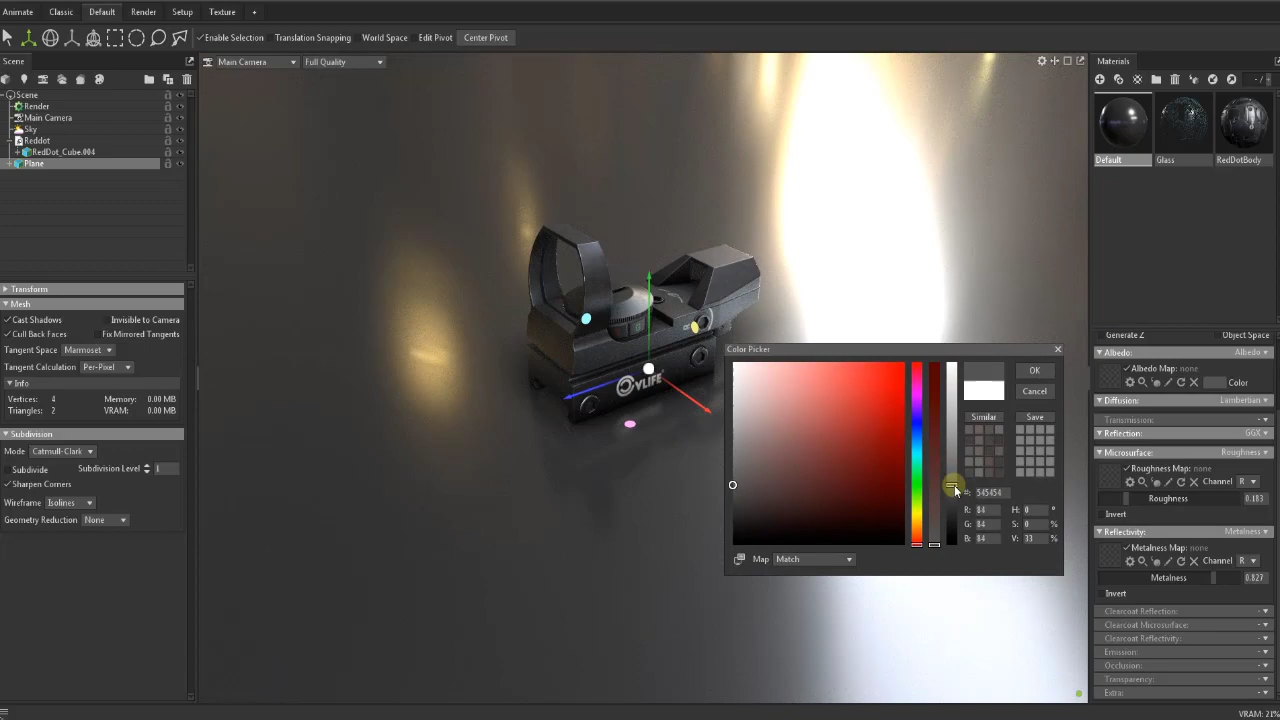 Animate Classic Default Render Setup Texture +
Enable Selection Translation Snapping World Space Edit Pivot Center Pivot
Scene
Main Camera Full Quality
Materials
Scene
Render
Main Camera
Sky
Reddot
RedDot_Cube.004
Plane
Default Glass RedDotBody
Transform
Mesh
Cast Shadows Invisible to Camera
Cull Back Faces Fix Mirrored Tangents
Tangent Space Marmoset
Tangent Calculation Per-Pixel
Info
Vertices: 4 Memory: 0.00 MB
Triangles: 2 VRAM: 0.00 MB
Subdivision
Mode Catmull-Clark
Subdivide Subdivision Level 1
Sharpen Corners
Wireframe Isolines
Geometry Reduction None
CVLIFE
Color Picker
OK
Cancel
Similar Save
#: 545454
R: 84 H: 0 °
G: 84 S: 0 %
B: 84 V: 33 %
Map Match
Generate Z Object Space
Albedo: Albedo
Albedo Map: none
Color
Diffusion: Lambertian
Transmission:
Reflection: GGX
Microsurface: Roughness
Roughness Map: none
Channel R
Roughness 0.183
Invert
Reflectivity: Metalness
Metalness Map: none
Channel R
Metalness 0.827
Invert
Clearcoat Reflection:
Clearcoat Microsurface:
Clearcoat Reflectivity:
Emission:
Occlusion:
Transparency:
Extra:
VRAM: 21%